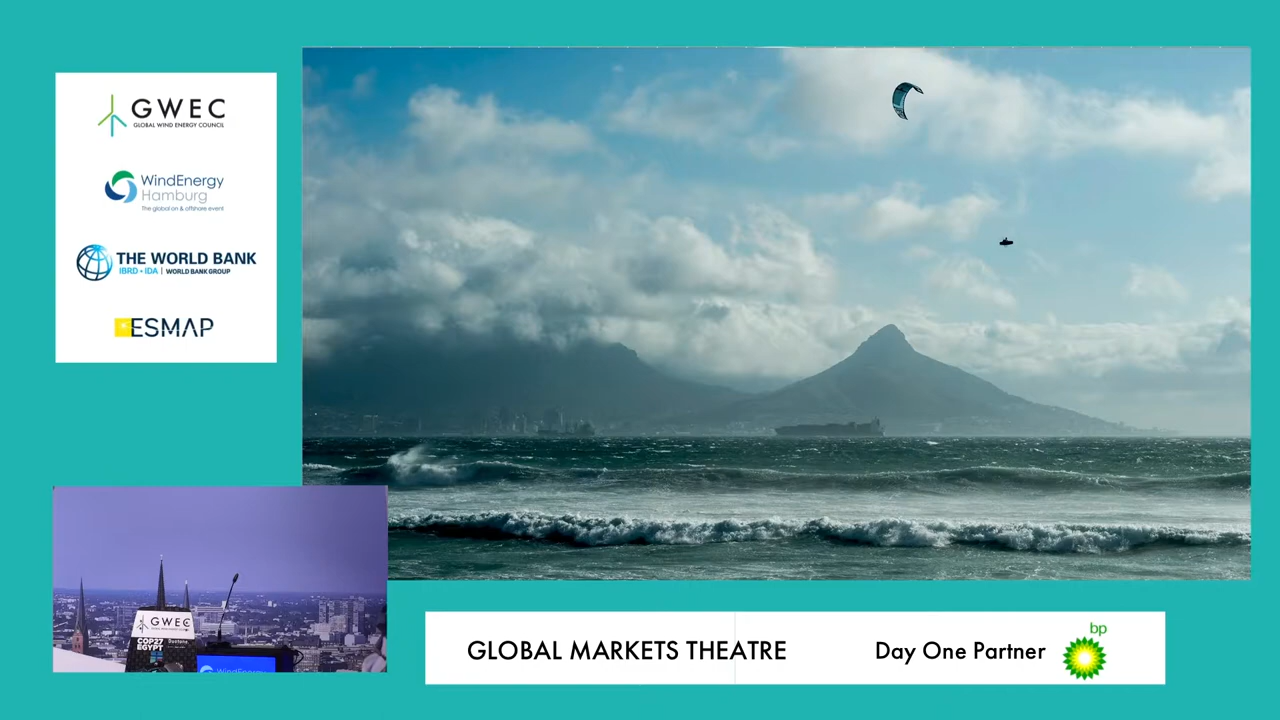 GWEC
GLOBAL WIND ENERGY COUNCIL
WindEnergy
Hamburg
The global on & offshore event
THE WORLD BANK
IBRD • IDA | WORLD BANK GROUP
ESMAP
GWEC
COP27
EGYPT
WindEnergy
GLOBAL MARKETS THEATRE
Day One Partner
bp